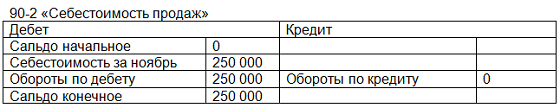 90-2 «Себестоимость продаж»
Дебет Кредит
Сальдо начальное 0
Себестоимость за ноябрь 250 000
Обороты по дебету 250 000 Обороты по кредиту 0
Сальдо конечное 250 000